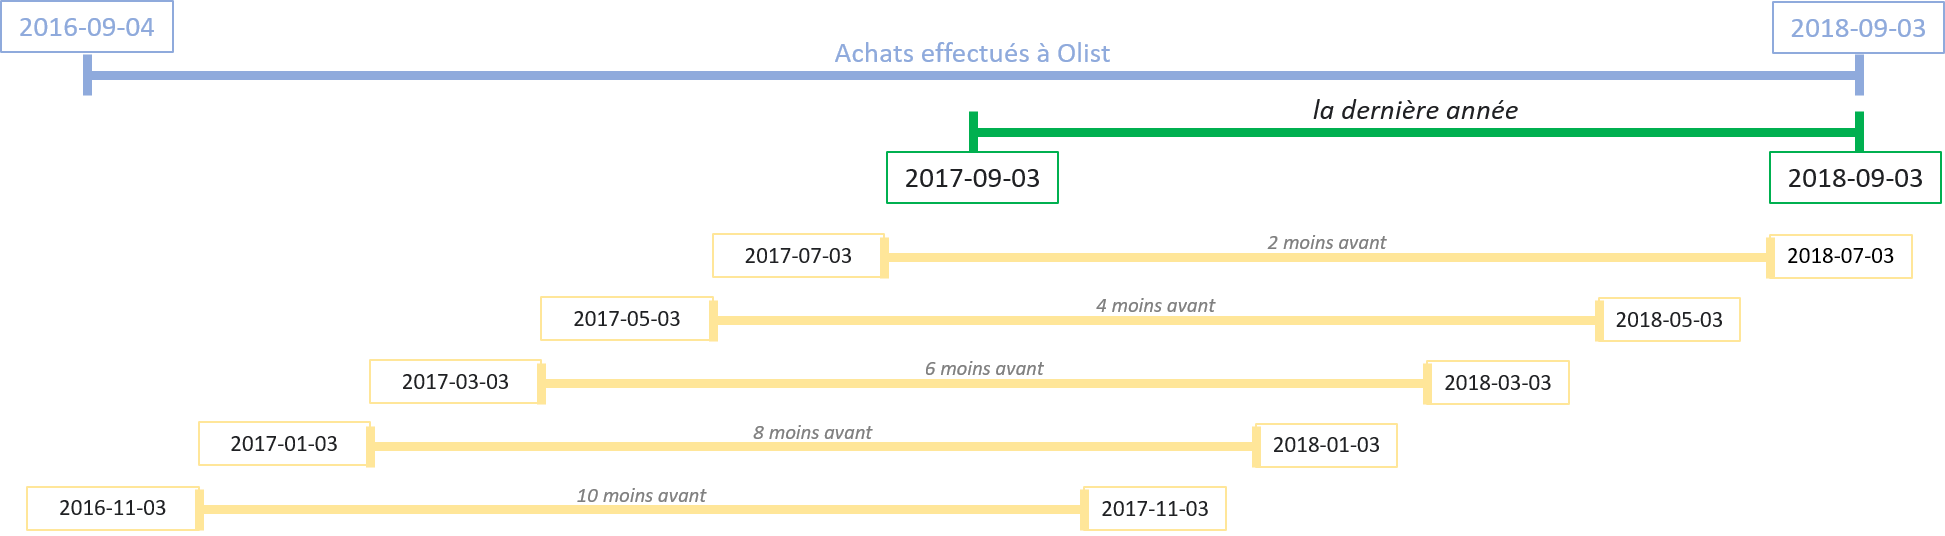 2016-09-04
2018-09-03
Achats effectués à Olist
la dernière année
2017-09-03
2018-09-03
2017-07-03
2 moins avant
2018-07-03
2017-05-03
4 moins avant
2018-05-03
2017-03-03
6 moins avant
2018-03-03
2017-01-03
8 moins avant
2018-01-03
2016-11-03
10 moins avant
2017-11-03